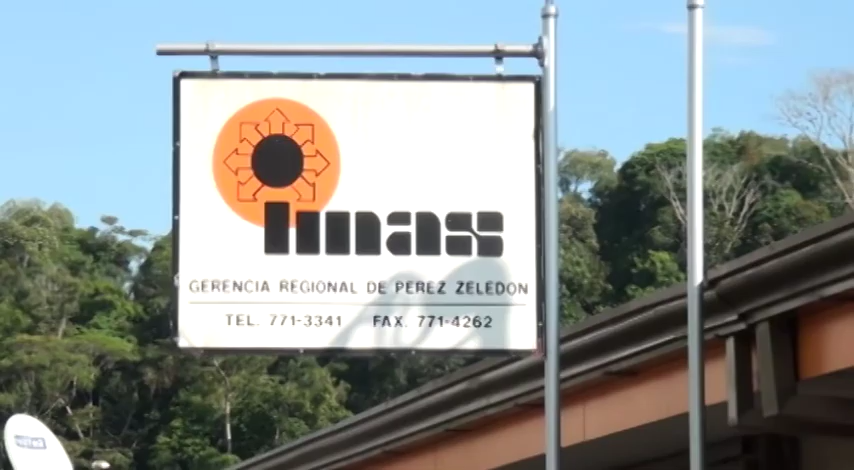 imas
GERENCIA REGIONAL DE PEREZ ZELEDON
TEL. 771-3341 FAX. 771-4262